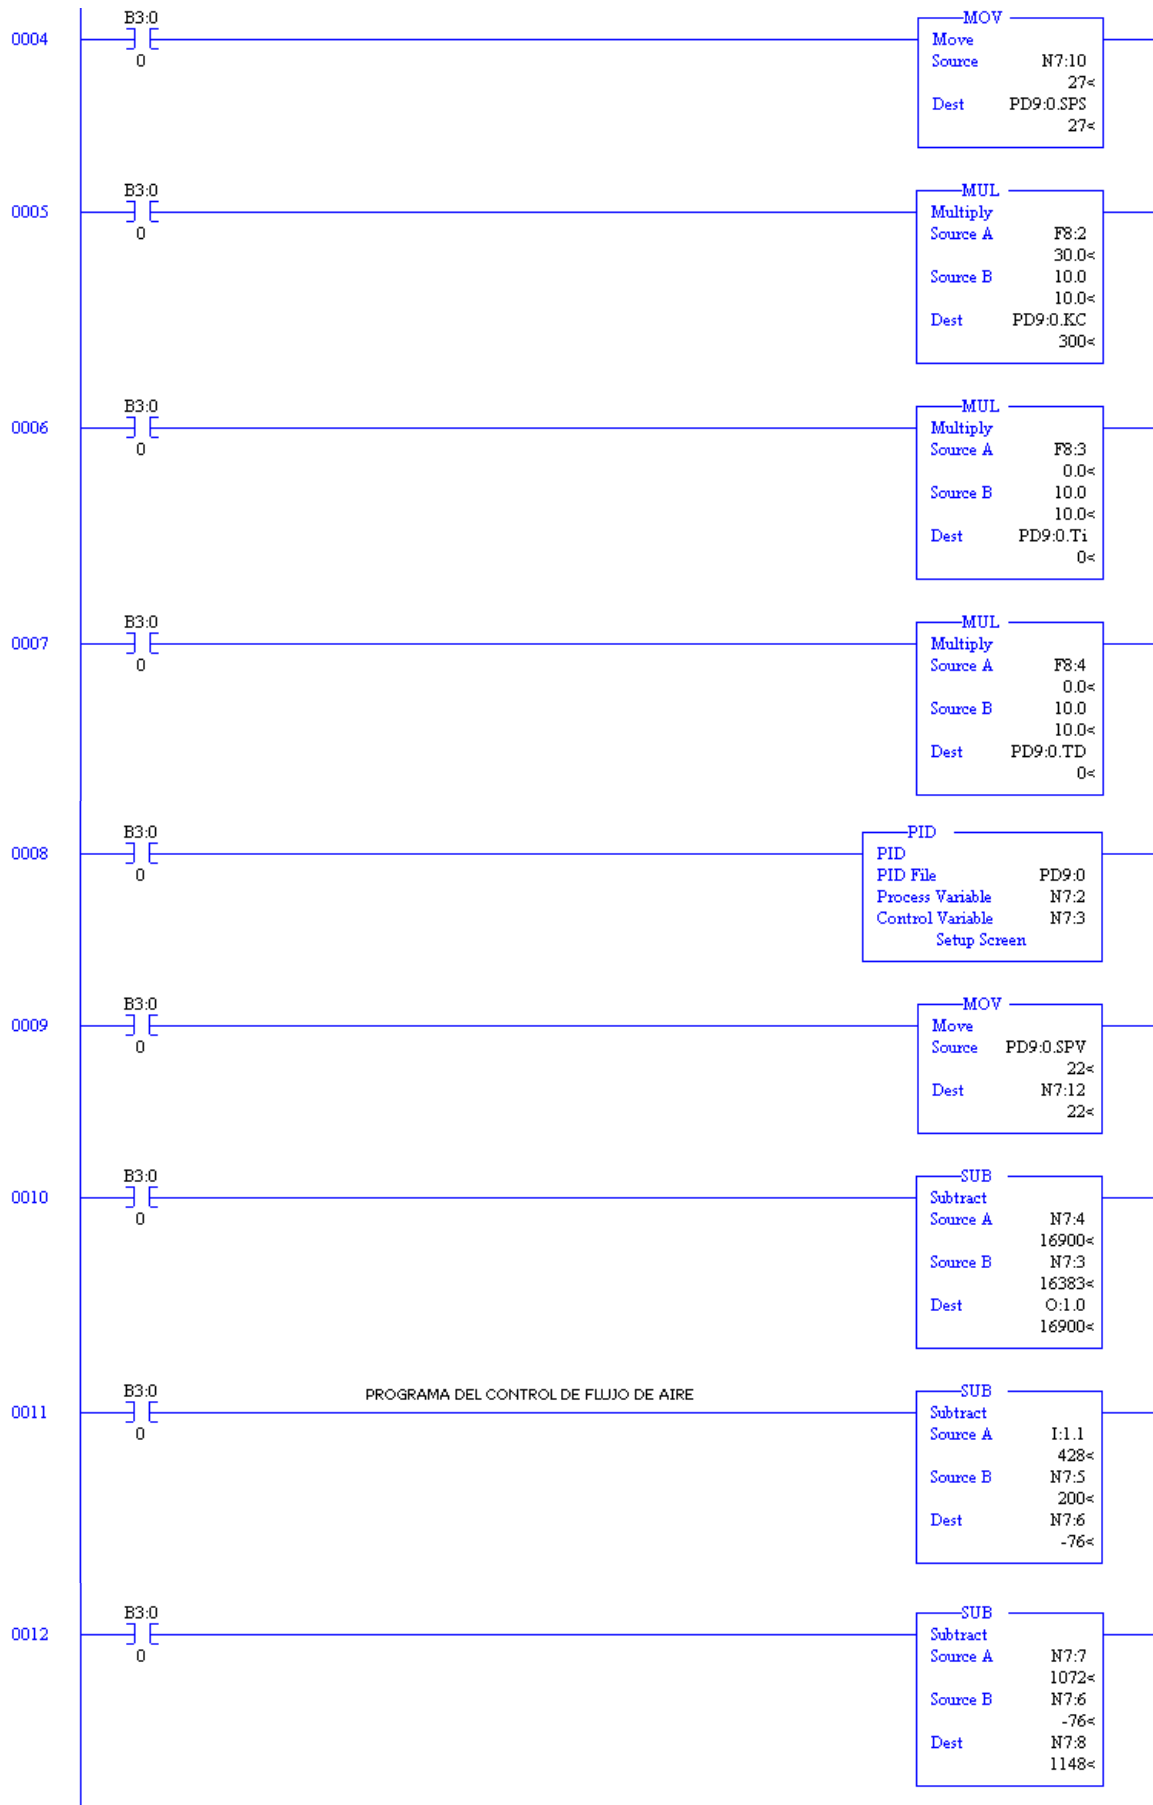 B3:0
MOV
0004
Move
0
Source N7:10
27<
Dest PD9:0.SPS
27<
B3:0
MUL
0005
Multiply
0
Source A F8:2
30.0<
Source B 10.0
10.0<
Dest PD9:0.KC
300<
B3:0
MUL
0006
Multiply
0
Source A F8:3
0.0<
Source B 10.0
10.0<
Dest PD9:0.Ti
0<
B3:0
MUL
0007
Multiply
0
Source A F8:4
0.0<
Source B 10.0
10.0<
Dest PD9:0.TD
0<
B3:0
PID
0008
PID
0
PID File PD9:0
Process Variable N7:2
Control Variable N7:3
Setup Screen
B3:0
MOV
0009
Move
0
Source PD9:0.SPV
22<
Dest N7:12
22<
B3:0
SUB
0010
Subtract
0
Source A N7:4
16900<
Source B N7:3
16383<
Dest O:1.0
16900<
B3:0
PROGRAMA DEL CONTROL DE FLUJO DE AIRE
SUB
0011
Subtract
0
Source A I:1.1
428<
Source B N7:5
200<
Dest N7:6
-76<
B3:0
SUB
0012
Subtract
0
Source A N7:7
1072<
Source B N7:6
-76<
Dest N7:8
1148<